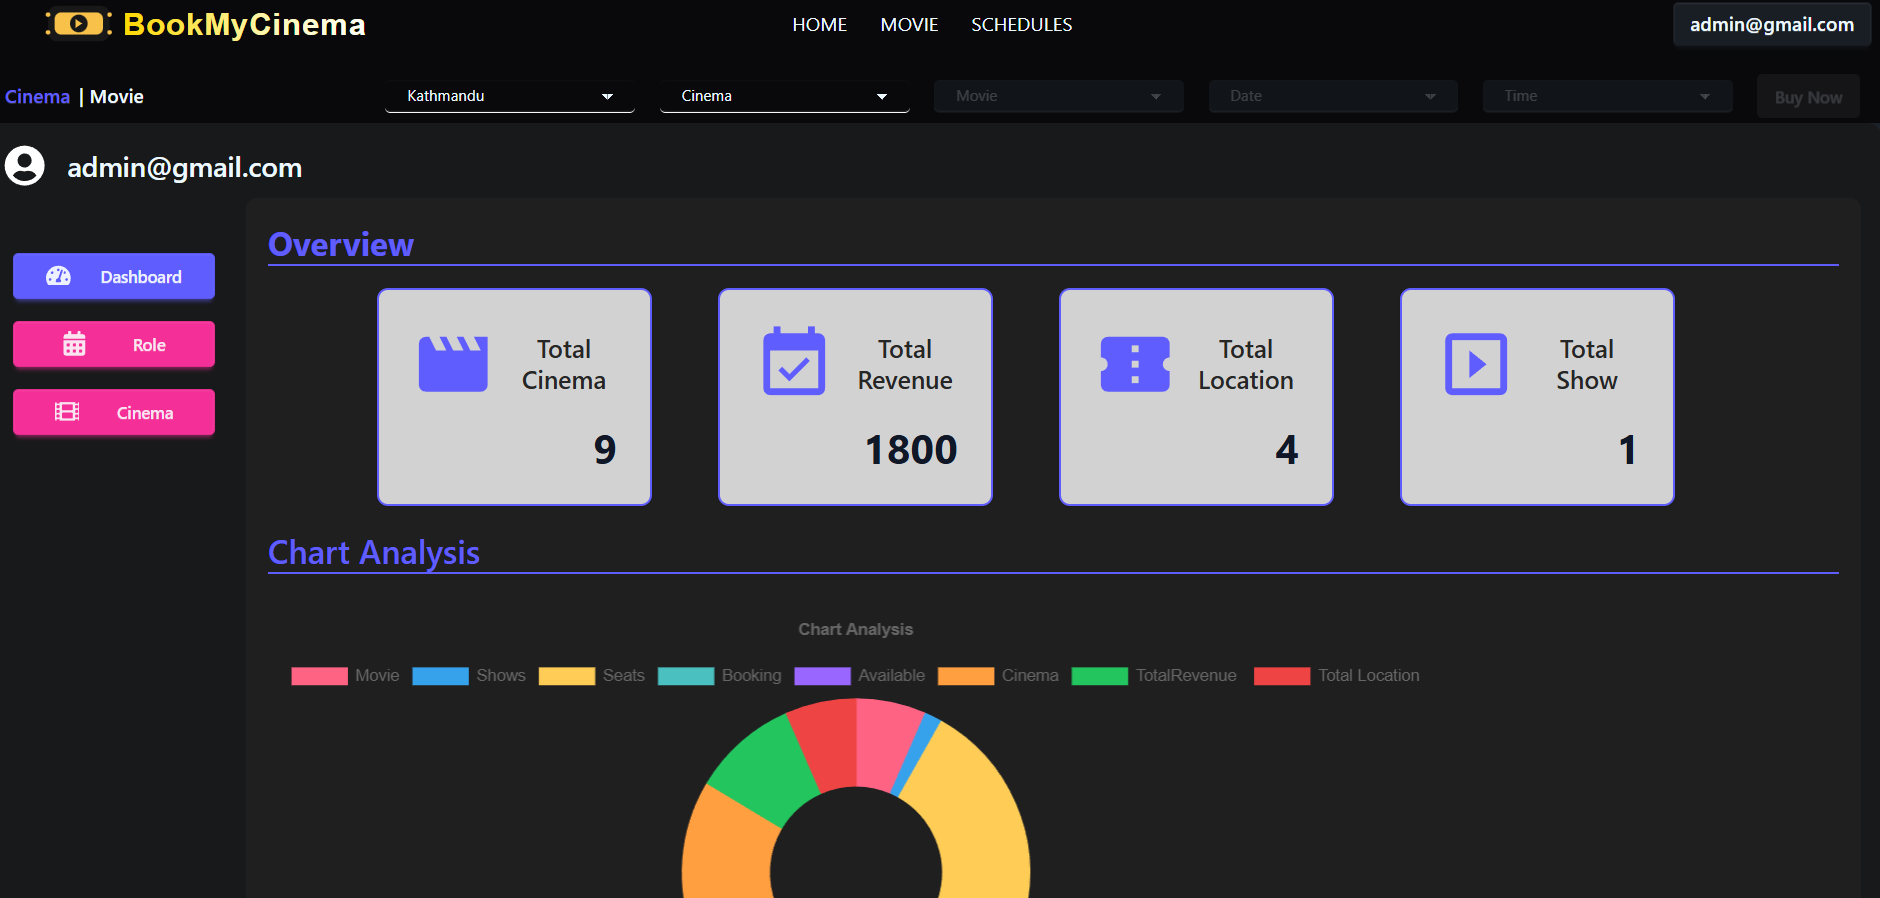 BookMyCinema
HOME MOVIE SCHEDULES
admin@gmail.com
Cinema | Movie
Kathmandu
Cinema
Movie
Date
Time
Buy Now
admin@gmail.com
Dashboard
Role
Cinema
Overview
Total
Cinema
9
Total
Revenue
1800
Total
Location
4
Total
Show
1
Chart Analysis
Chart Analysis
Movie Shows Seats Booking Available Cinema TotalRevenue Total Location